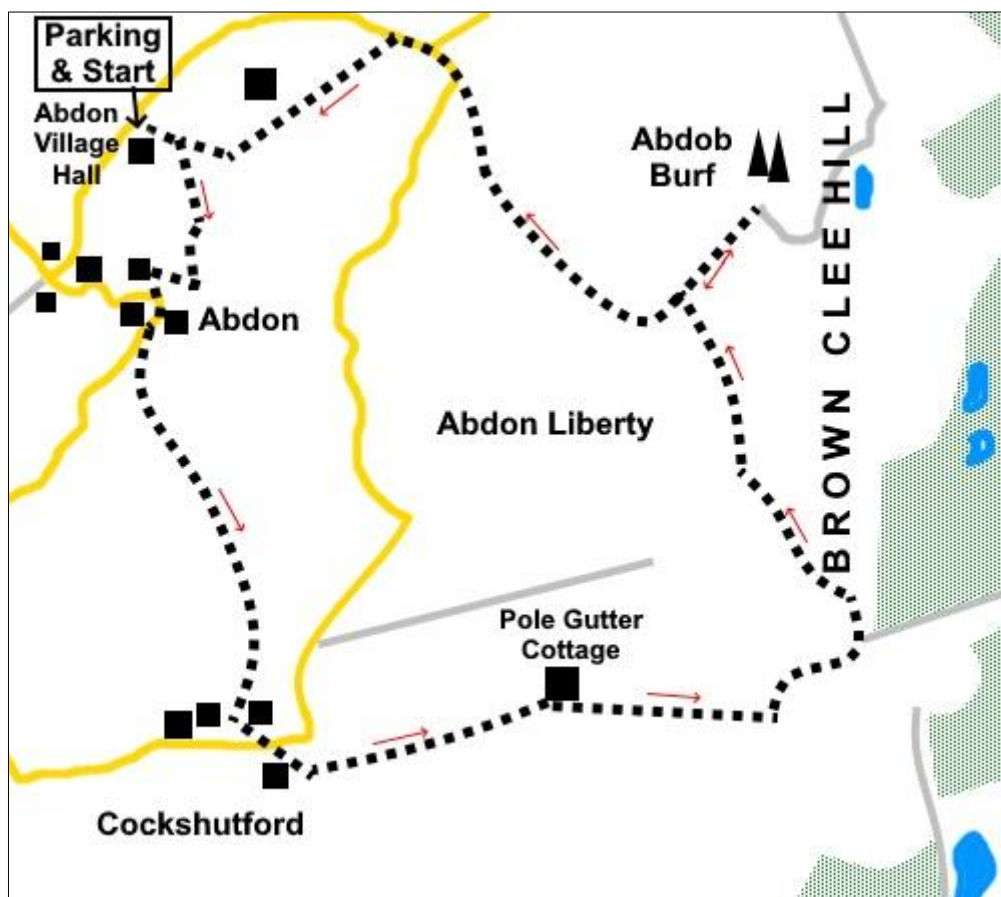 Parking
& Start
Abdon
Village
Hall
Abdob
Burf
BROWN CLEE HILL
Abdon
Abdon Liberty
Pole Gutter
Cottage
Cockshutford